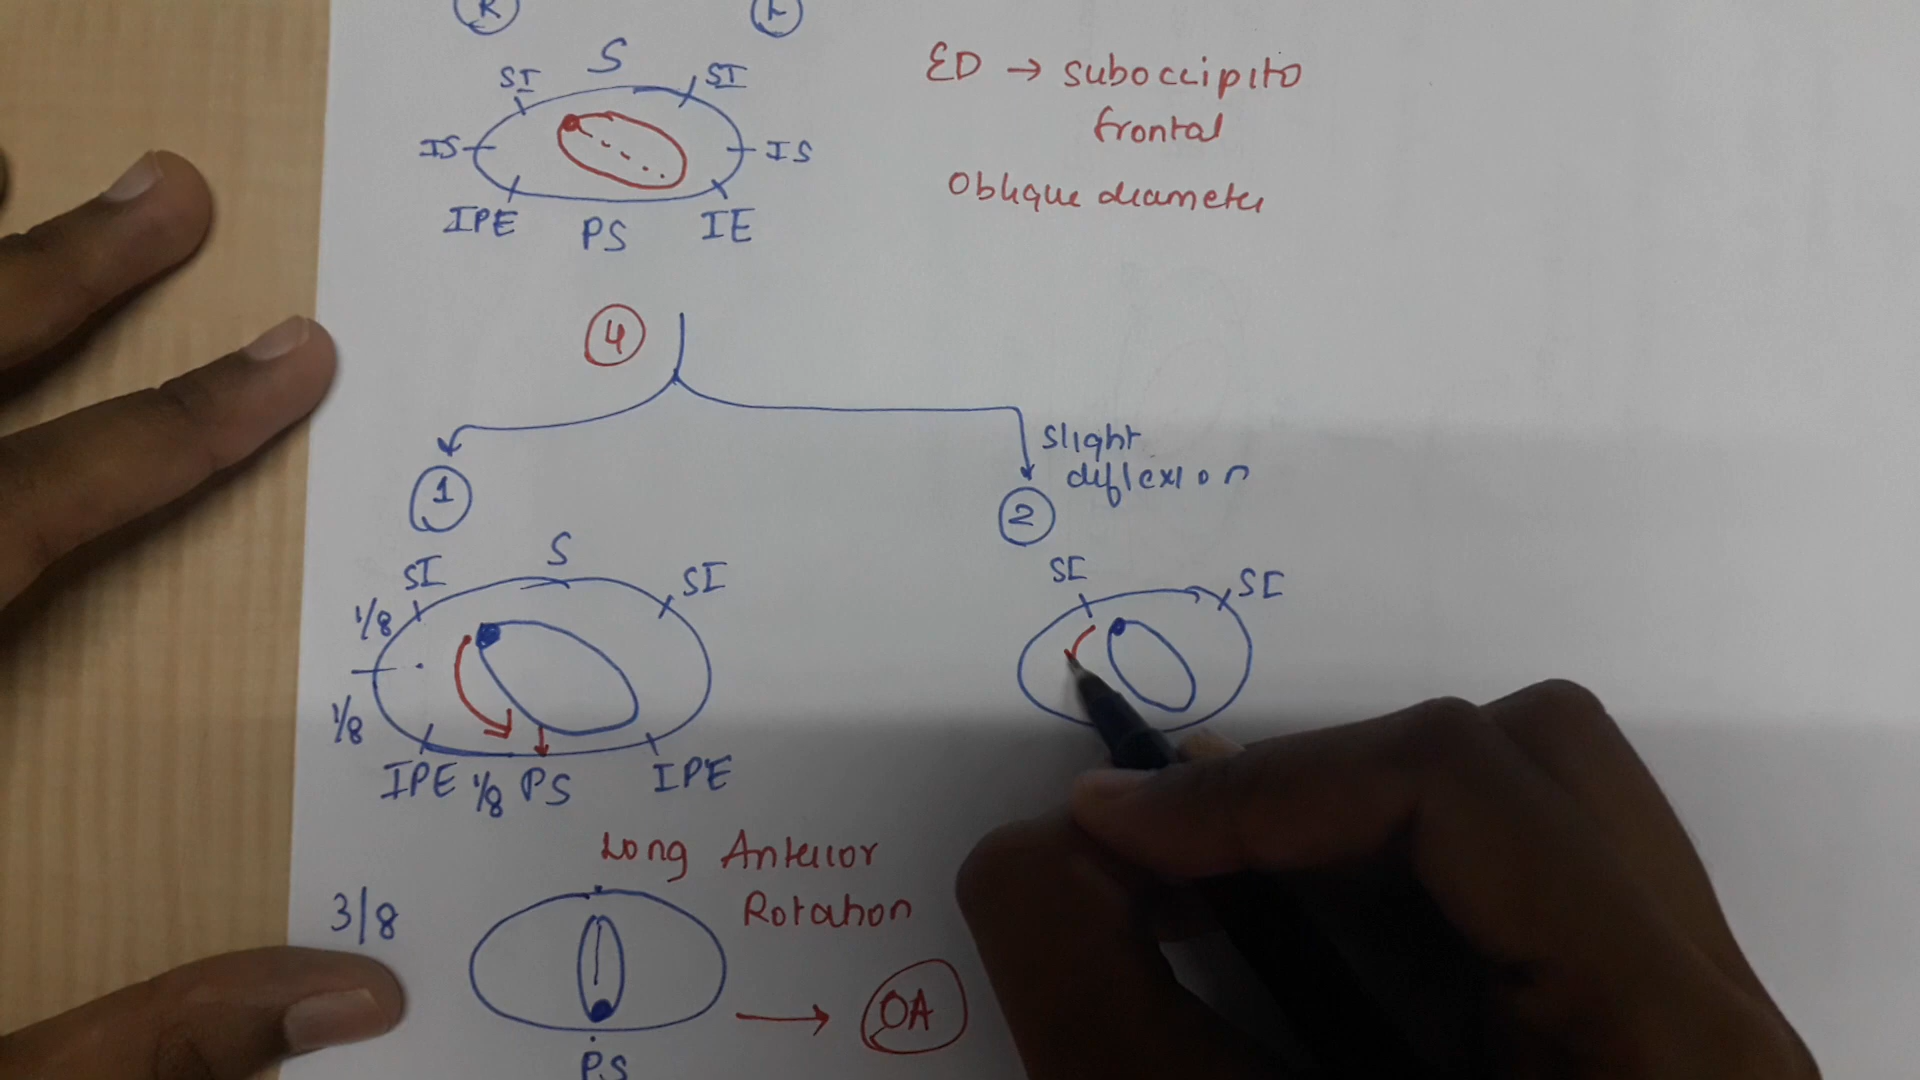 R L
S
SI SI
IS IS
IPE PS IE
ED → suboccipito
frontal
Oblique diameter
4
1
slight
diflexion
2
S
SI SI
1/8
1/8
IPE 1/8 PS IPE
SI SI
Long Anterior
Rotation
3/8
OA
PS